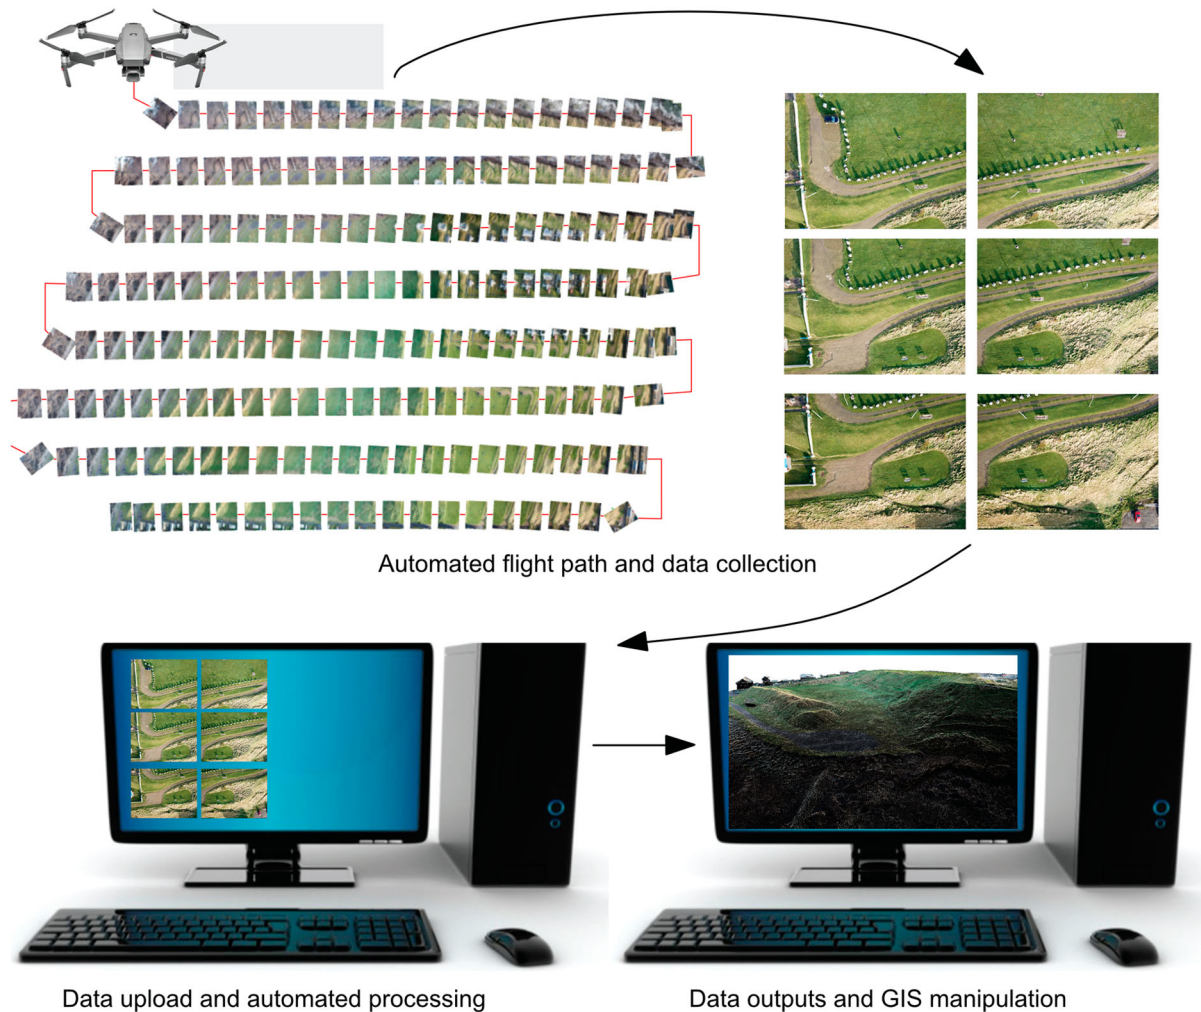 Automated flight path and data collection
Data upload and automated processing
Data outputs and GIS manipulation